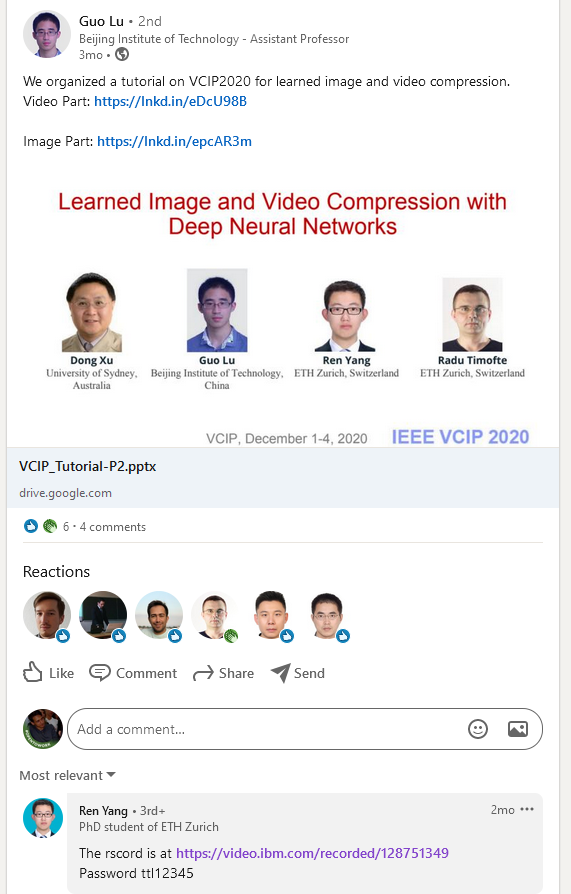 Guo Lu • 2nd
Beijing Institute of Technology - Assistant Professor
3mo •
We organized a tutorial on VCIP2020 for learned image and video compression.
Video Part: https://lnkd.in/eDcU98B
Image Part: https://lnkd.in/epcAR3m
Learned Image and Video Compression with
Deep Neural Networks
Dong Xu
University of Sydney,
Australia
Guo Lu
Beijing Institute of Technology,
China
Ren Yang
ETH Zurich, Switzerland
Radu Timofte
ETH Zurich, Switzerland
VCIP, December 1-4, 2020
IEEE VCIP 2020
VCIP_Tutorial-P2.pptx
drive.google.com
6 • 4 comments
Reactions
Like
Comment
Share
Send
Add a comment...
Most relevant
Ren Yang • 3rd+
2mo
PhD student of ETH Zurich
The rscord is at https://video.ibm.com/recorded/128751349
Password ttl12345